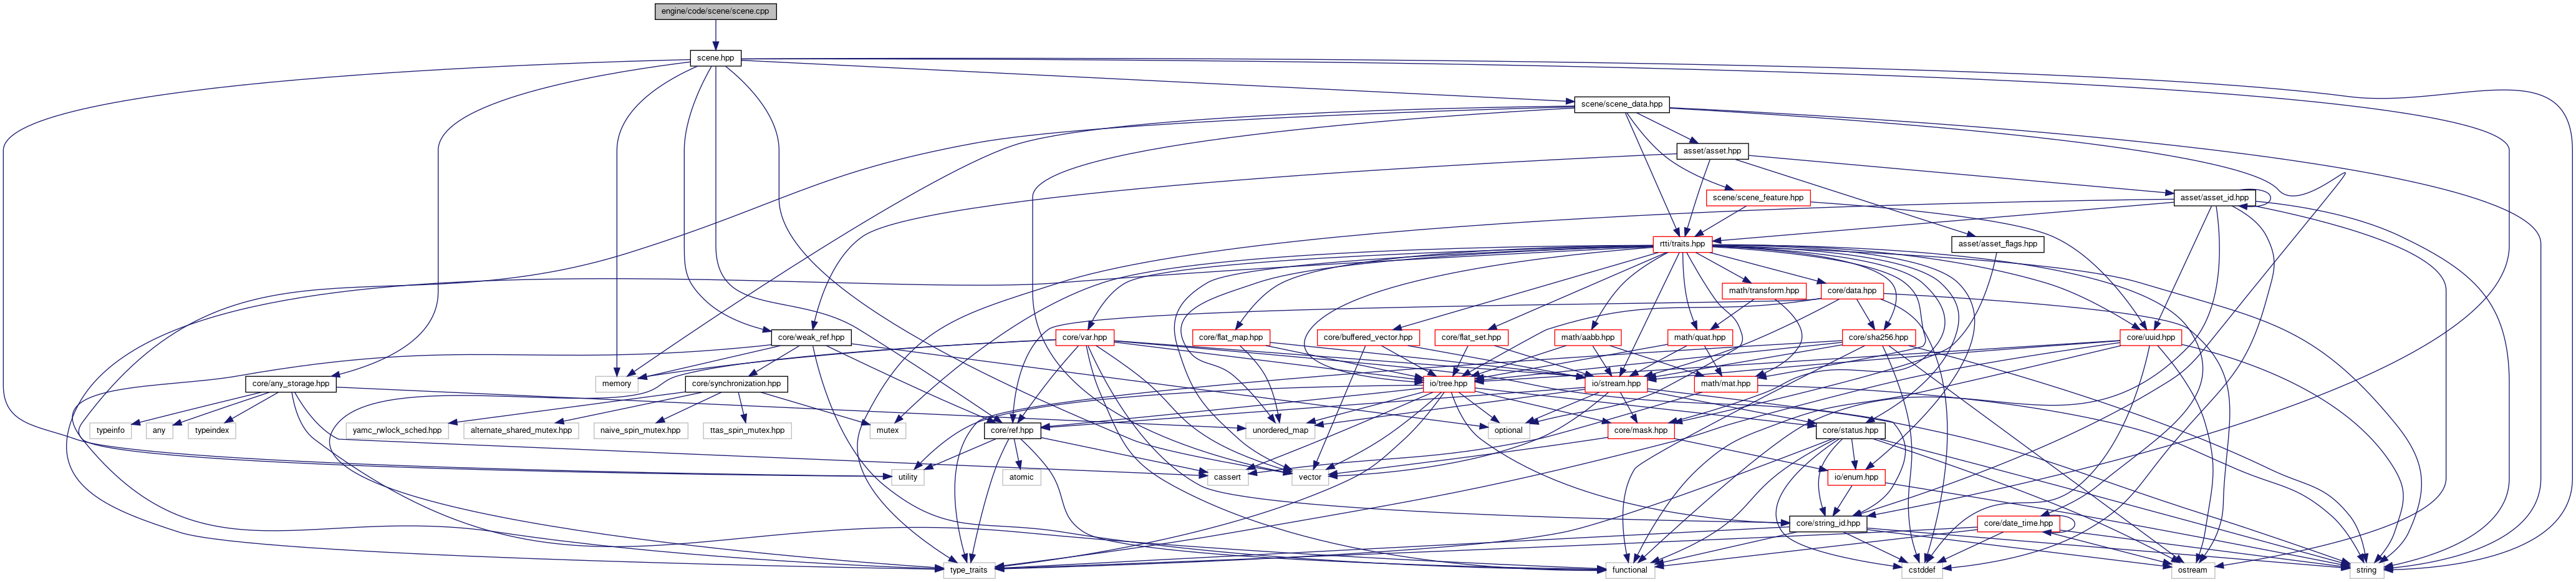 engine/code/scene/scene.cpp
scene.hpp
scene/scene_data.hpp
asset/asset.hpp
scene/scene_feature.hpp
asset/asset_id.hpp
rtti/traits.hpp
asset/asset_flags.hpp
math/transform.hpp
core/data.hpp
core/weak_ref.hpp
core/var.hpp
core/flat_map.hpp
core/buffered_vector.hpp
core/flat_set.hpp
math/aabb.hpp
math/quat.hpp
core/sha256.hpp
core/uuid.hpp
core/any_storage.hpp
memory
core/synchronization.hpp
io/tree.hpp
io/stream.hpp
math/mat.hpp
typeinfo
any
typeindex
yamc_rwlock_sched.hpp
alternate_shared_mutex.hpp
naive_spin_mutex.hpp
ttas_spin_mutex.hpp
mutex
core/ref.hpp
unordered_map
optional
core/mask.hpp
core/status.hpp
utility
atomic
cassert
vector
io/enum.hpp
core/string_id.hpp
core/date_time.hpp
type_traits
functional
cstddef
ostream
string